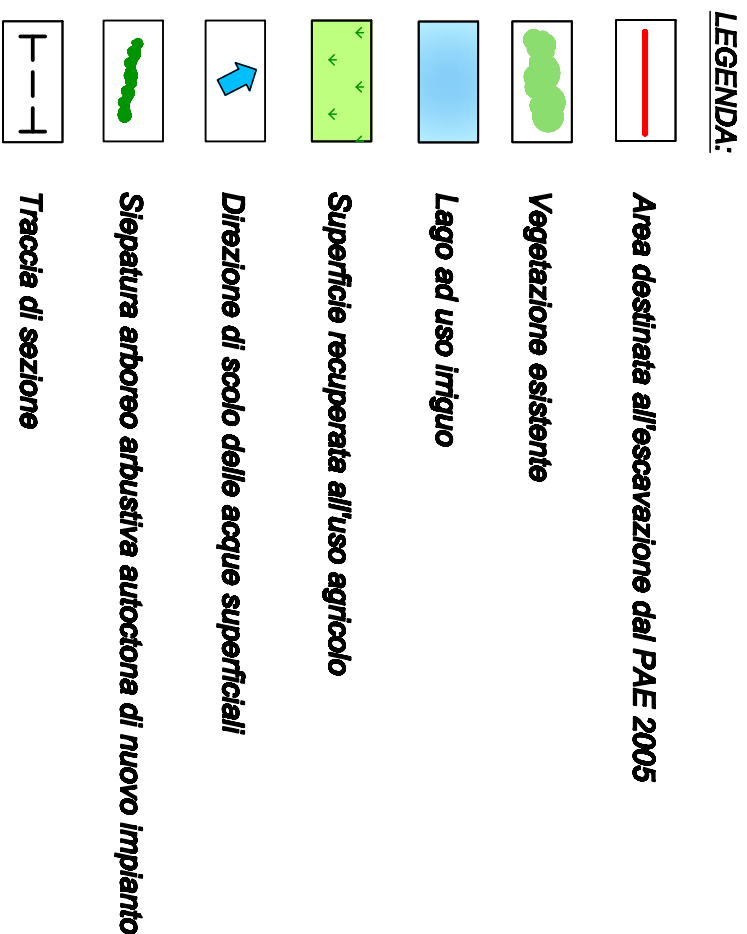 LEGENDA:
Area destinata all'escavazione dal PAE 2005
Vegetazione esistente
Lago ad uso irriguo
Superficie recuperata all'uso agricolo
Direzione di scolo delle acque superficiali
Siepatura arboreo arbustiva autoctona di nuovo impianto
Traccia di sezione